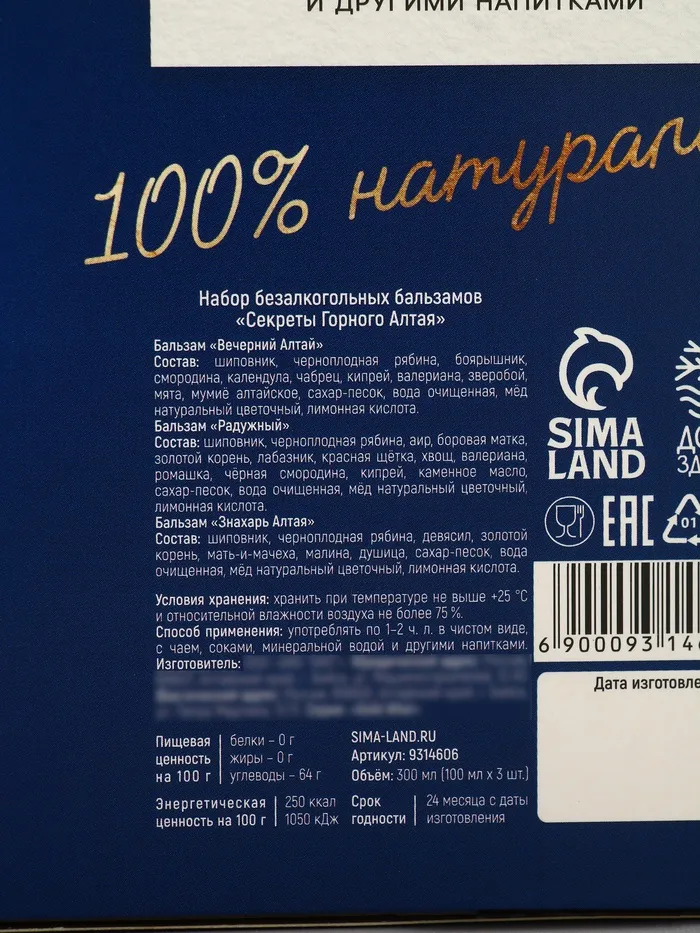 И ДРУГИМИ НАПИТКАМИ
100% натурал
Набор безалкогольных бальзамов
«Секреты Горного Алтая»
Бальзам «Вечерний Алтай»
Состав: шиповник, черноплодная рябина, боярышник,
смородина, календула, чабрец, кипрей, валериана, зверобой,
мята, мумиё алтайское, сахар-песок, вода очищенная, мёд
натуральный цветочный, лимонная кислота.
Бальзам «Радужный»
Состав: шиповник, черноплодная рябина, аир, боровая матка,
золотой корень, лабазник, красная щётка, хвощ, валериана,
ромашка, чёрная смородина, кипрей, каменное масло,
сахар-песок, вода очищенная, мёд натуральный цветочный,
лимонная кислота.
Бальзам «Знахарь Алтая»
Состав: шиповник, черноплодная рябина, девясил, золотой
корень, мать-и-мачеха, малина, душица, сахар-песок, вода
очищенная, мёд натуральный цветочный, лимонная кислота.
Условия хранения: хранить при температуре не выше +25 °С
и относительной влажности воздуха не более 75 %.
Способ применения: употреблять по 1–2 ч. л. в чистом виде,
с чаем, соками, минеральной водой и другими напитками.
Изготовитель:
Пищевая ценность на 100 г
белки – 0 г
жиры – 0 г
углеводы – 64 г
Энергетическая ценность на 100 г
250 ккал
1050 кДж
SIMA-LAND.RU
Артикул: 9314606
Объём: 300 мл (100 мл х 3 шт.)
Срок годности
24 месяца с даты
изготовления
SIMA
LAND
ДО
ЗД
EAC
01
6 900093 14
Дата изготовле